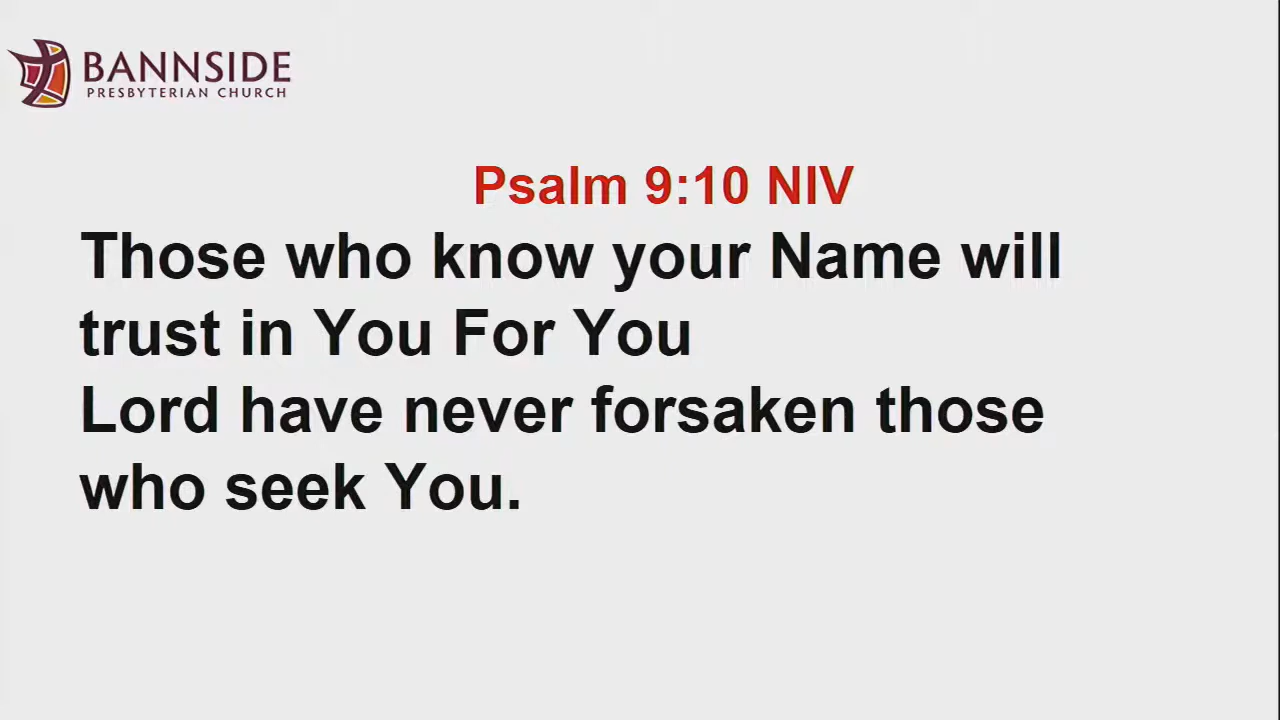 BANNSIDE
PRESBYTERIAN CHURCH
Psalm 9:10 NIV
Those who know your Name will
trust in You For You
Lord have never forsaken those
who seek You.